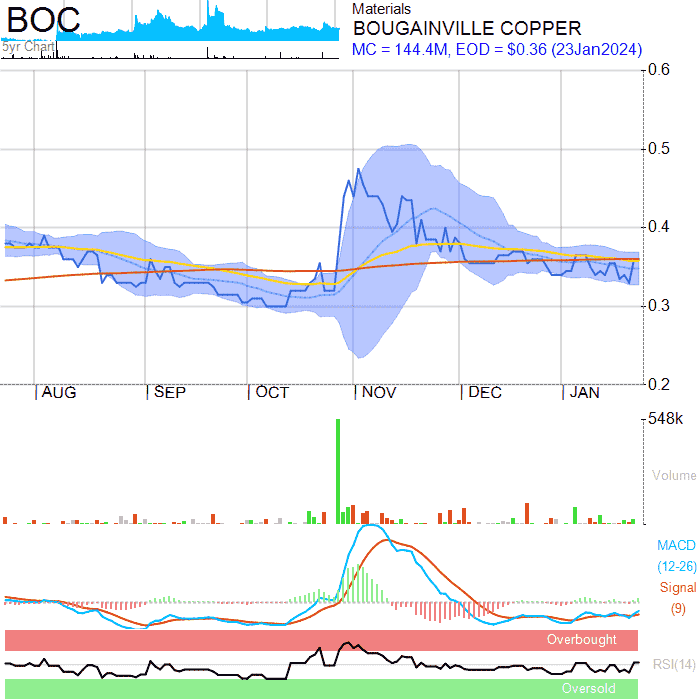 BOC
5yr Chart
Materials
BOUGAINVILLE COPPER
MC = 144.4M, EOD = $0.36 (23Jan2024)
0.6
0.5
0.4
0.3
0.2
AUG SEP OCT NOV DEC JAN
548k
Volume
MACD
(12-26)
Signal
(9)
Overbought
RSI(14)
Oversold